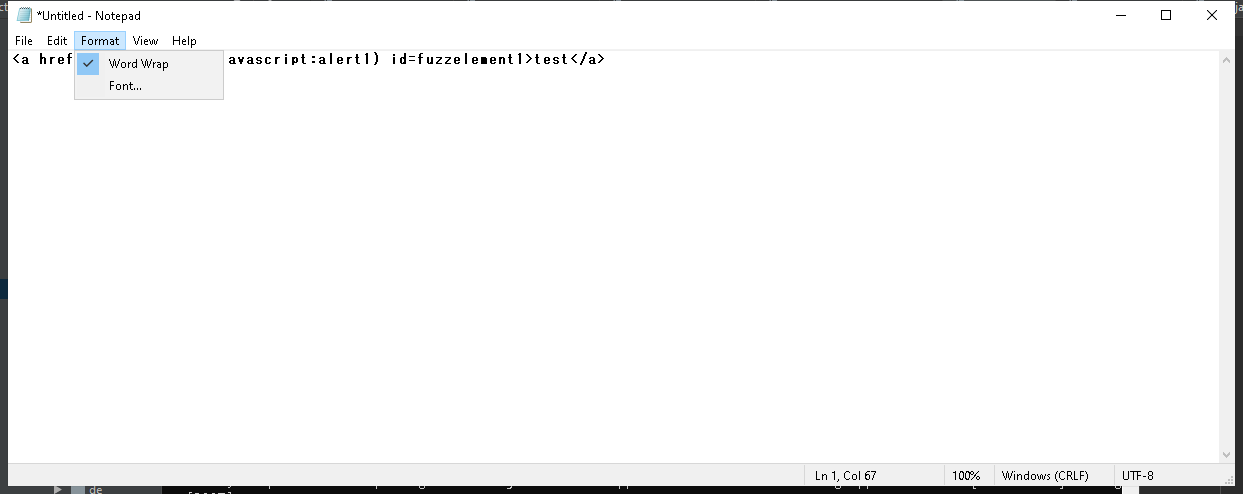 *Untitled - Notepad
File Edit Format View Help
<a href avascript:alert1) id=fuzzelement1>test</a>
Word Wrap
Font...
Ln 1, Col 67 100% Windows (CRLF) UTF-8
de